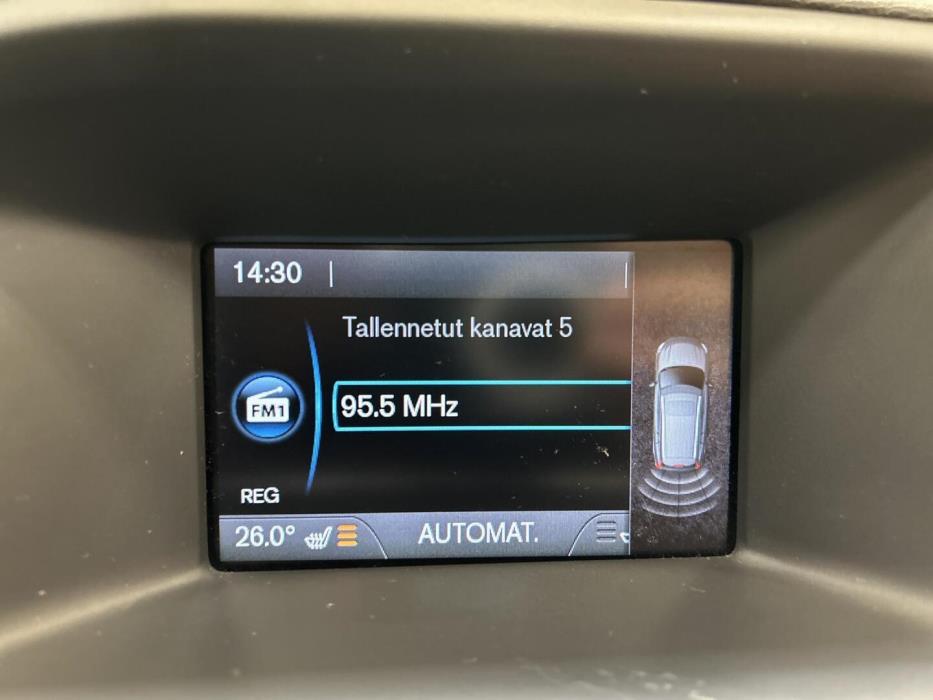 14:30
Tallennetut kanavat 5
FM1
95.5 MHz
REG
26.0° AUTOMAT.